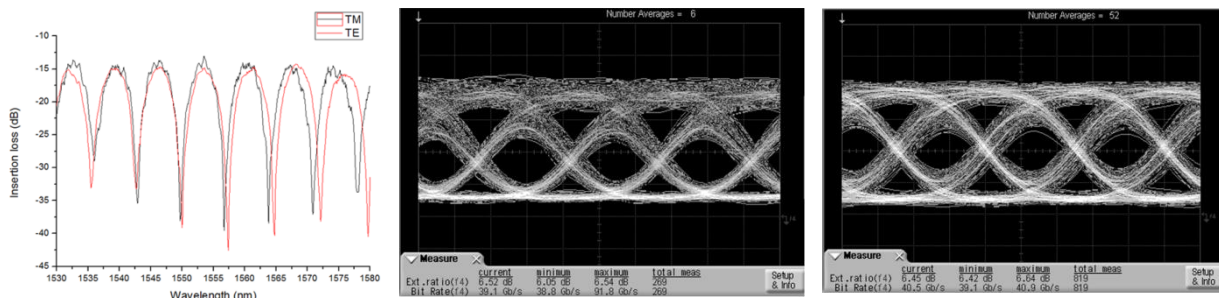 TM
TE
-10
-15
-20
-25
-30
-35
-40
-45
Insertion loss (dB)
1530 1535 1540 1545 1550 1555 1560 1565 1570 1575 1580
Wavelength (nm)
Number Averages = 6
Measure
current minimum maximum total meas
Ext.ratio(f4) 6.52 dB 6.05 dB 6.54 dB 269
Bit Rate(f4) 39.1 Gb/s 38.8 Gb/s 91.8 Gb/s 269
Setup
& Info
Number Averages = 52
Measure
current minimum maximum total meas
Ext.ratio(f4) 6.45 dB 6.42 dB 6.64 dB 819
Bit Rate(f4) 40.5 Gb/s 39.1 Gb/s 40.9 Gb/s 819
Setup
& Info